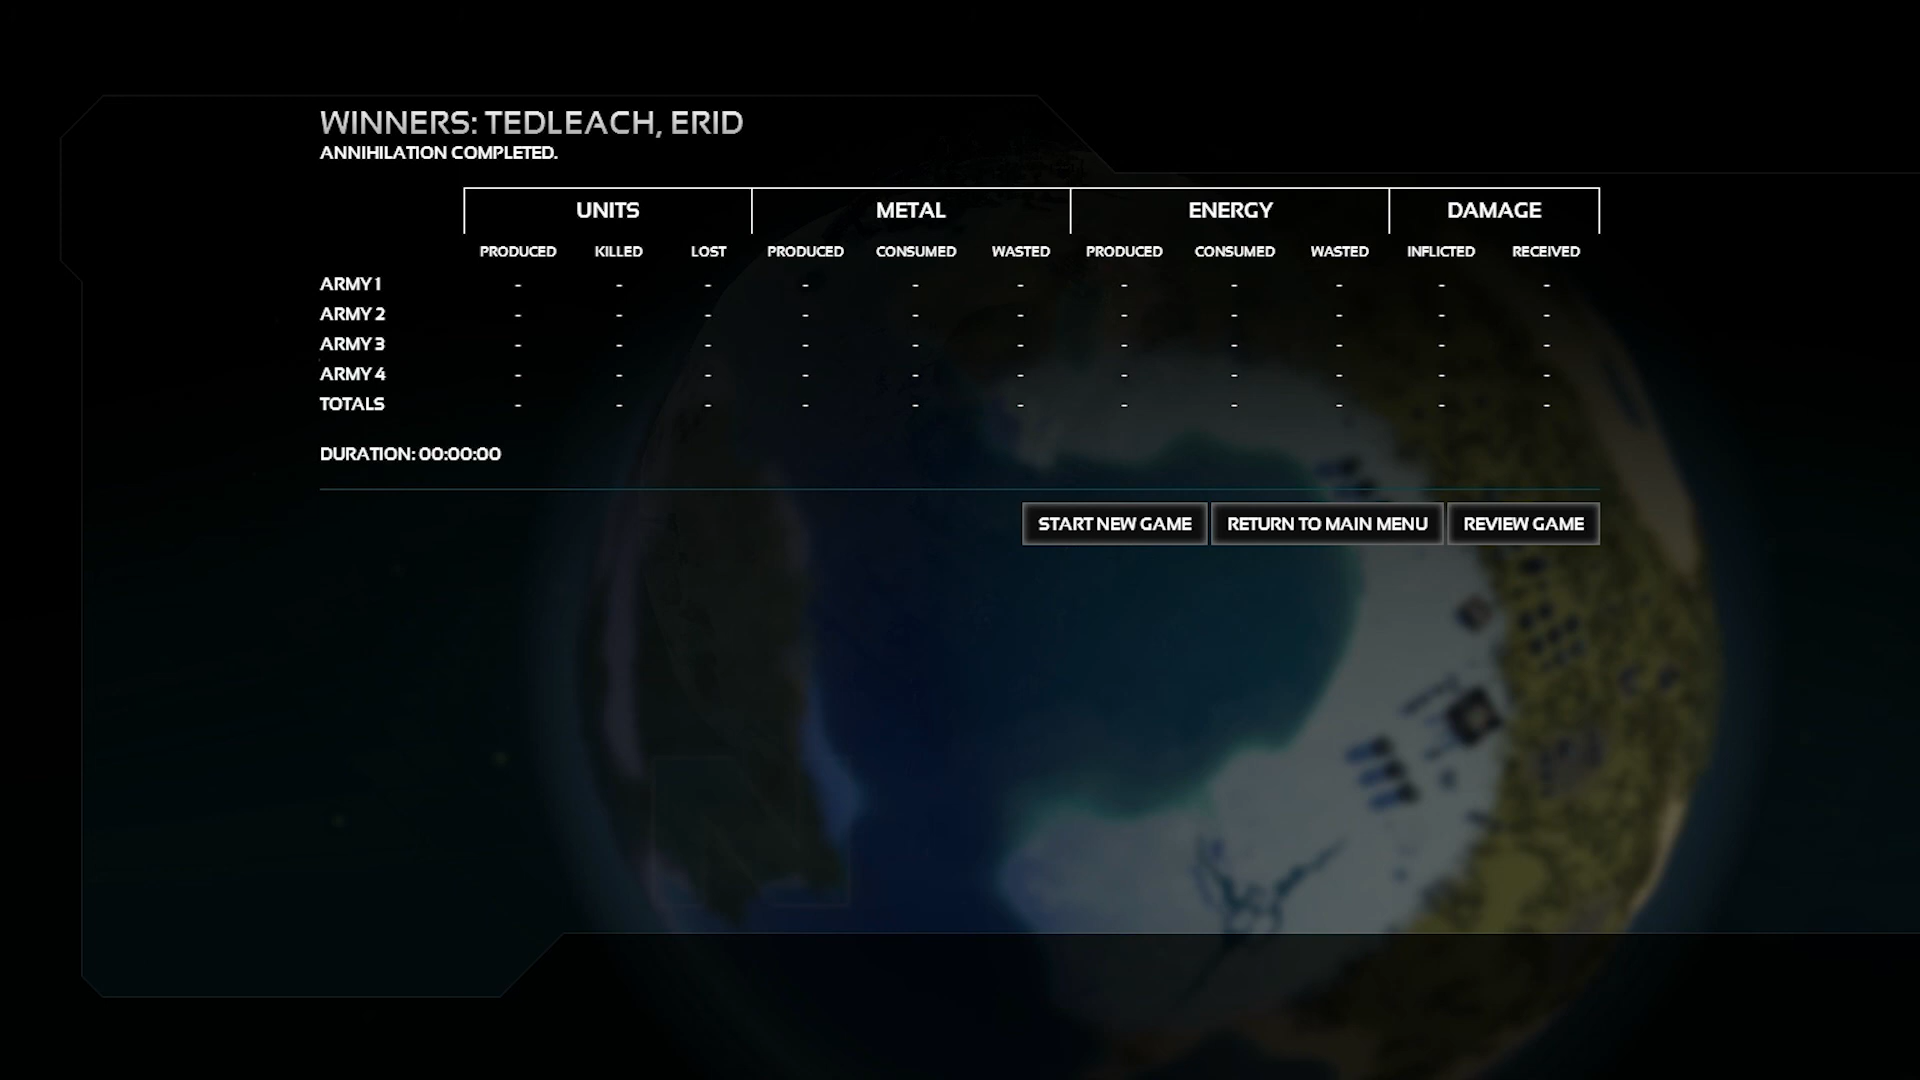 WINNERS: TEDLEACH, ERID
ANNIHILATION COMPLETED.
UNITS METAL ENERGY DAMAGE
PRODUCED KILLED LOST PRODUCED CONSUMED WASTED PRODUCED CONSUMED WASTED INFLICTED RECEIVED
ARMY 1 - - - - - - - - - - -
ARMY 2 - - - - - - - - - - -
ARMY 3 - - - - - - - - - - -
ARMY 4 - - - - - - - - - - -
TOTALS - - - - - - - - - - -
DURATION: 00:00:00
START NEW GAME RETURN TO MAIN MENU REVIEW GAME